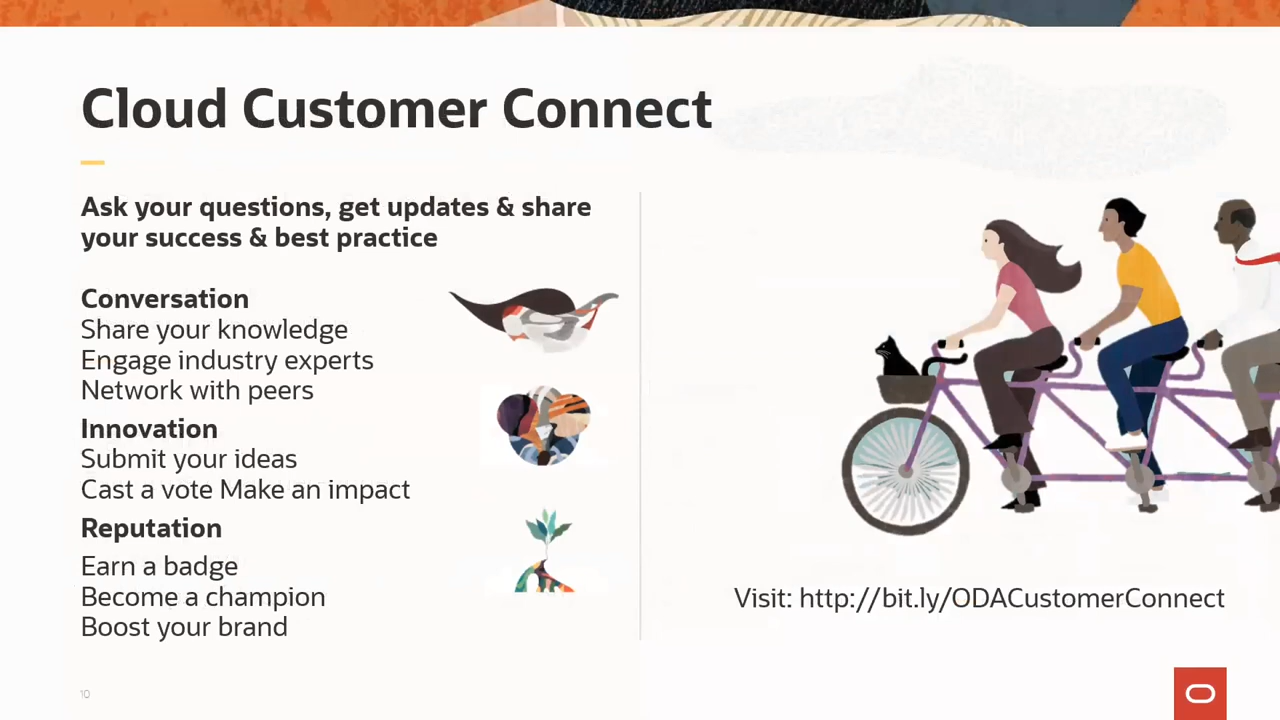 Cloud Customer Connect
Ask your questions, get updates & share
your success & best practice
Conversation
Share your knowledge
Engage industry experts
Network with peers
Innovation
Submit your ideas
Cast a vote Make an impact
Reputation
Earn a badge
Become a champion
Boost your brand
Visit: http://bit.ly/ODACustomerConnect
10